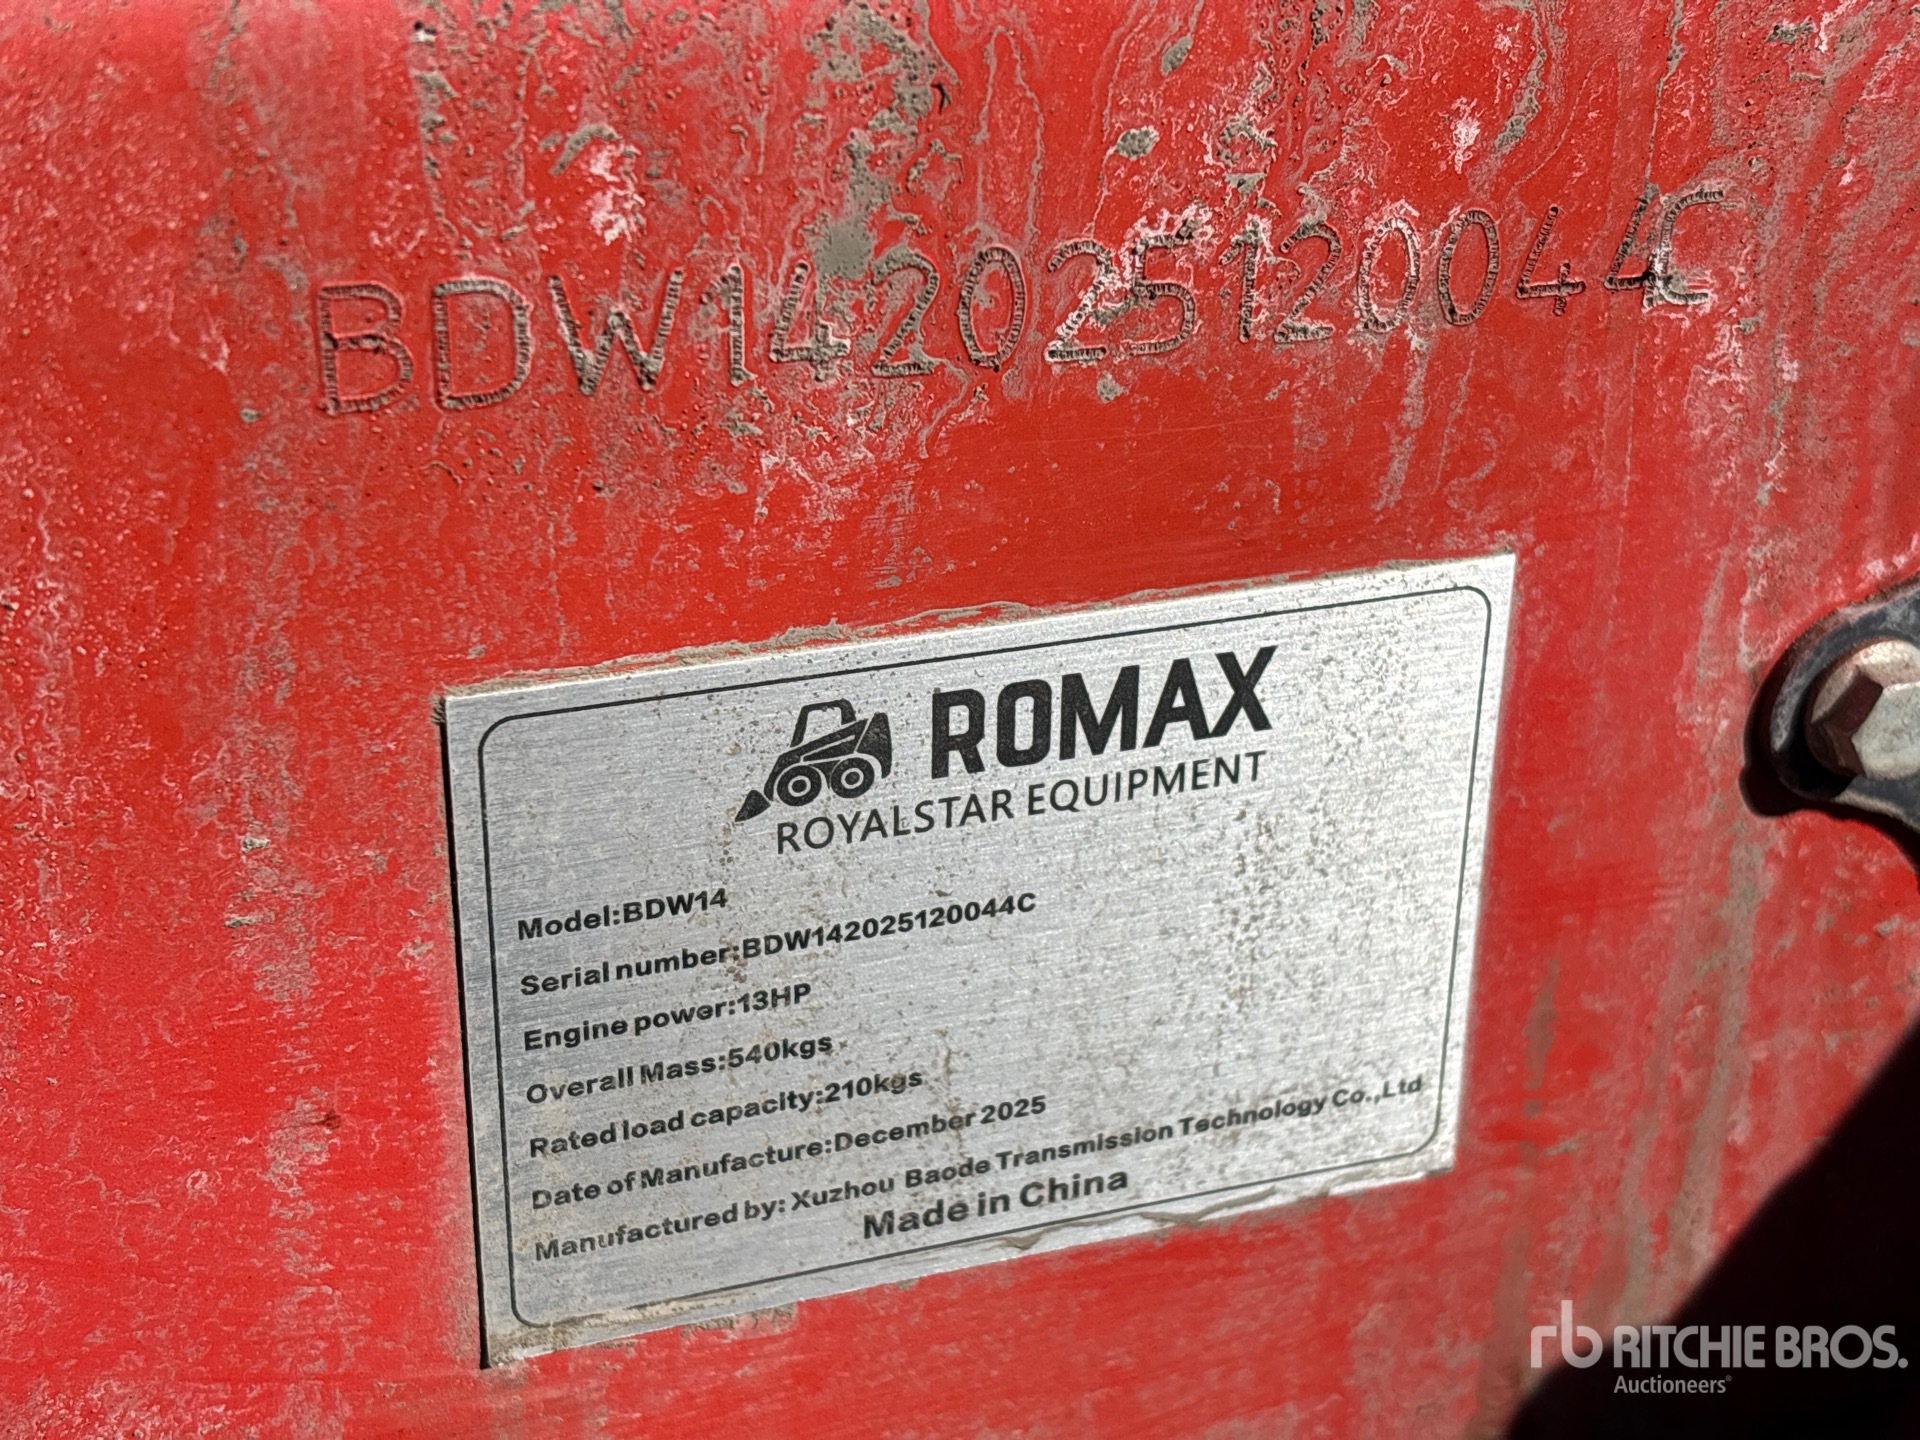 BDW142025120044C
ROMAX
ROYALSTAR EQUIPMENT
Model:BDW14
Serial number:BDW142025120044C
Engine power:13HP
Overall Mass:540kgs
Rated load capacity:210kgs
Date of Manufacture:December 2025
Manufactured by: Xuzhou Baode Transmission Technology Co.,Ltd
Made in China
rb RITCHIE BROS.
Auctioneers®